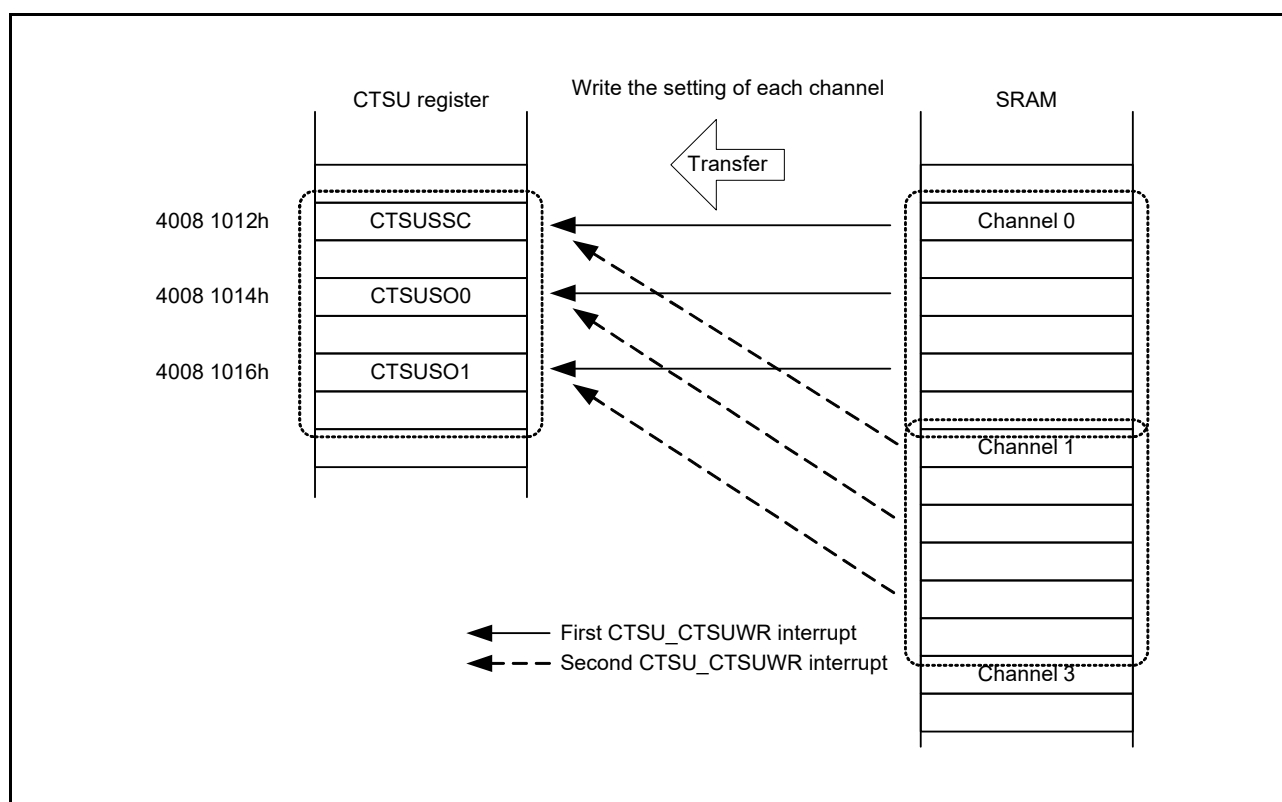 CTSU register
Write the setting of each channel
SRAM
Transfer
4008 1012h
CTSUSSC
Channel 0
4008 1014h
CTSUSO0
4008 1016h
CTSUSO1
Channel 1
First CTSU_CTSUWR interrupt
Second CTSU_CTSUWR interrupt
Channel 3